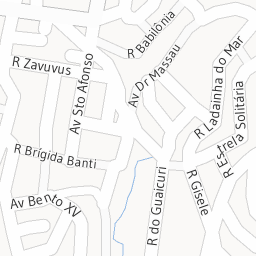 R Babilônia
R Zavuvus
Av Sto Afonso
Av Dr Massau
R Ladainha do Mar
R Estrela Solitária
R Brígida Banti
R do Guaicuri
R Gisele
Av Bento XV